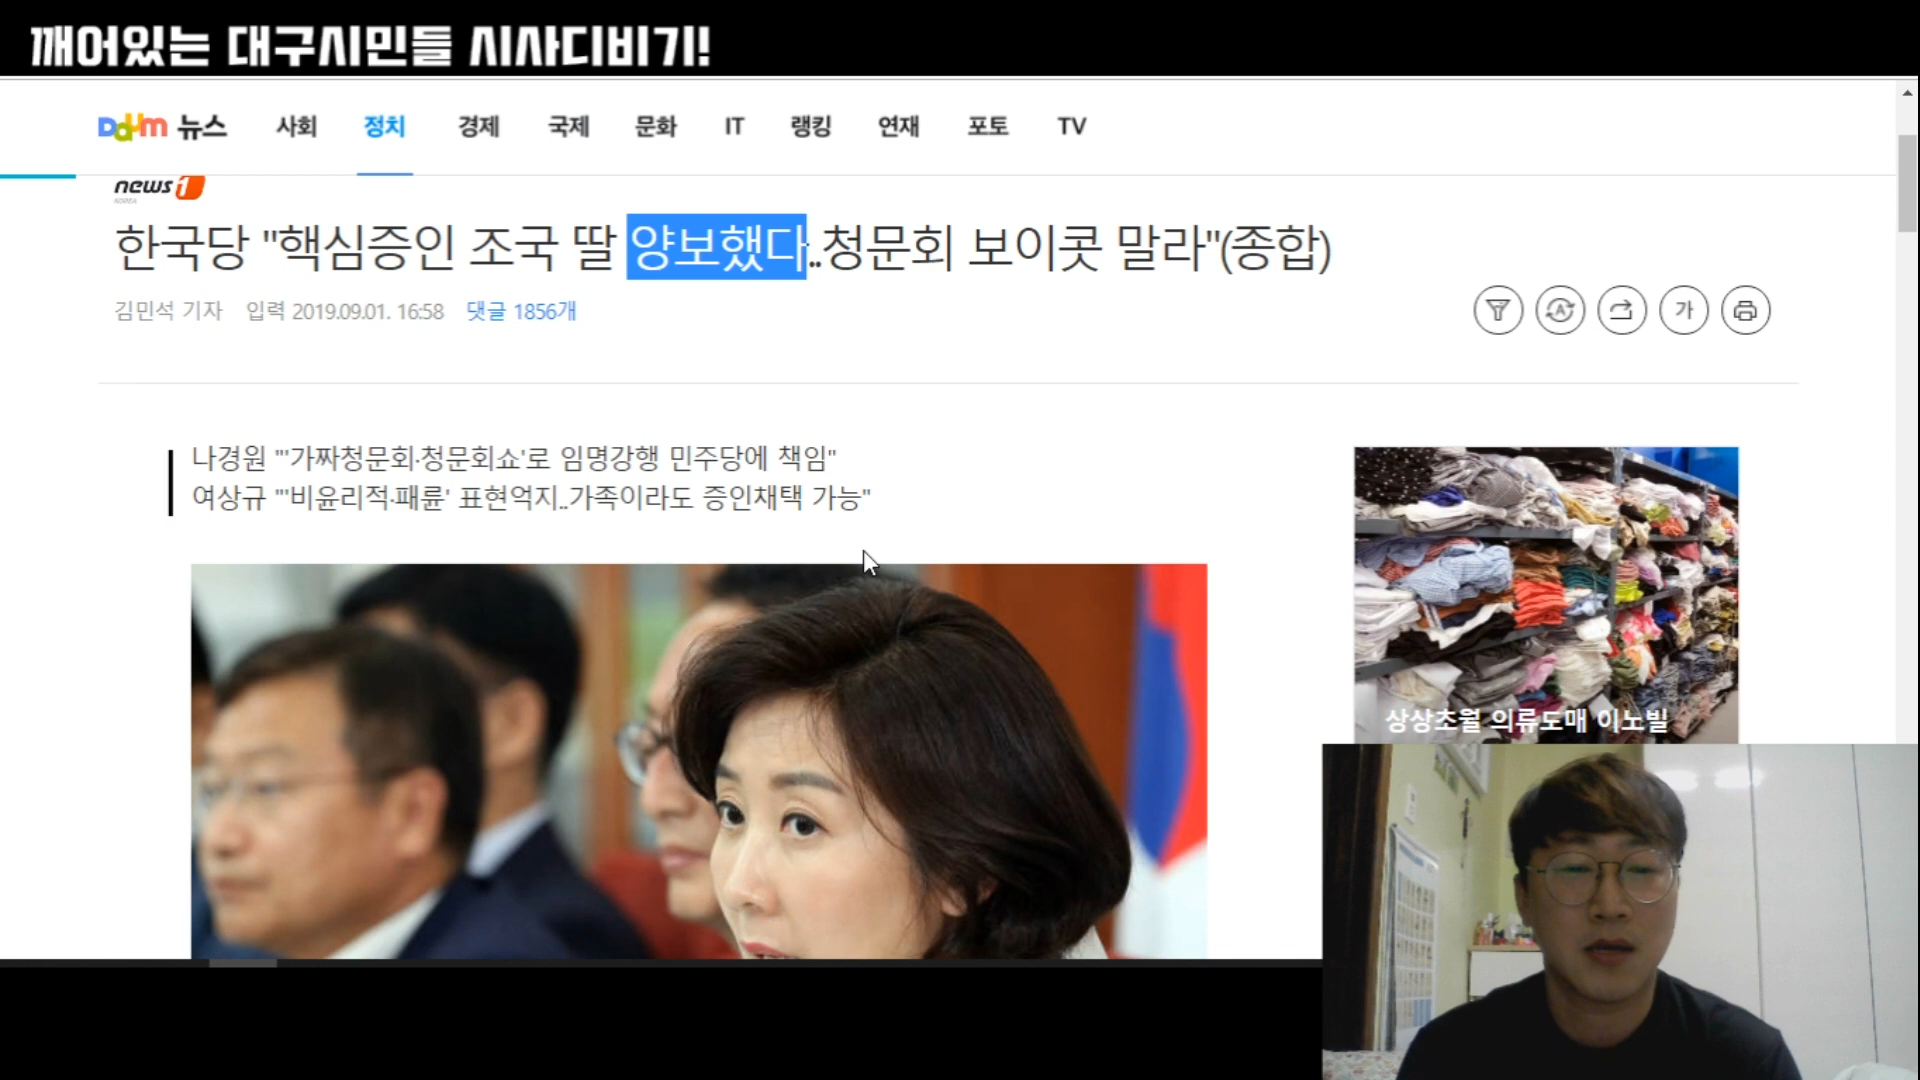 깨어있는 대구시민들 시사디비기!
Daum 뉴스 사회 정치 경제 국제 문화 IT 랭킹 연재 포토 TV
news1
KOREA
한국당 "핵심증인 조국 딸 양보했다..청문회 보이콧 말라"(종합)
김민석 기자 입력 2019.09.01. 16:58 댓글 1856개
가
나경원 "'가짜청문회·청문회쇼'로 임명강행 민주당에 책임"
여상규 "'비윤리적·패륜' 표현억지..가족이라도 증인채택 가능"
상상초월 의류도매 이노빌